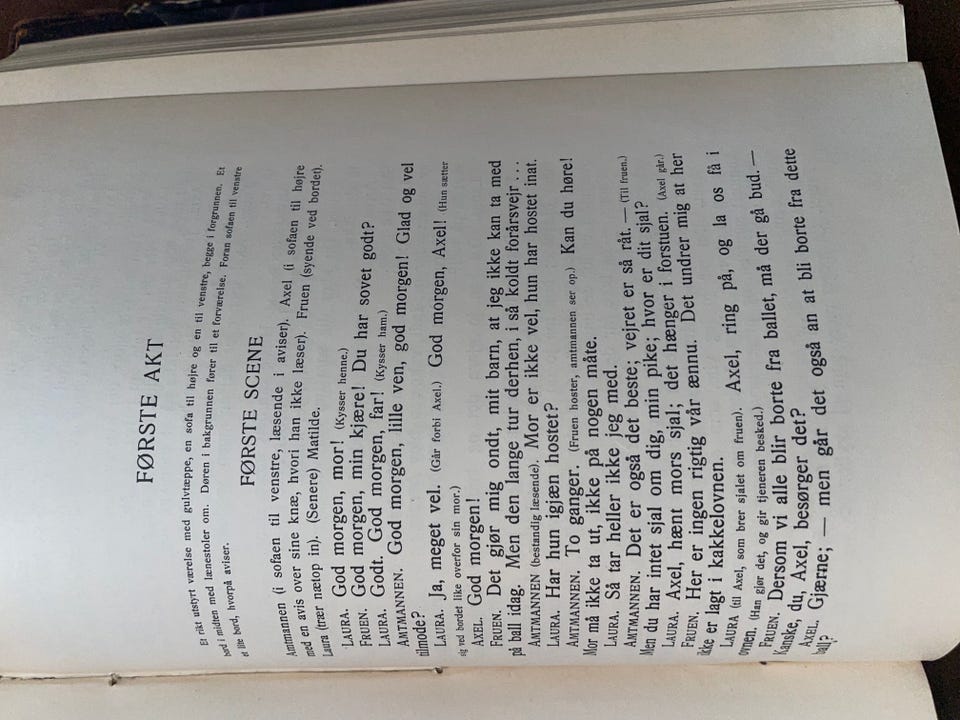 FØRSTE AKT
Et rikt utstyrt værelse med gulvtæppe, en sofa til højre og en til venstre, begge i forgrunnen. Et
bord i midten med lænestoler om. Døren i bakgrunnen fører til et forværelse. Foran sofaen til venstre
et lite bord, hvorpå aviser.
FØRSTE SCENE
Amtmannen (i sofaen til venstre, læsende i aviser). Axel (i sofaen til højre
med en avis over sine knæ, hvori han ikke læser). Fruen (syende ved bordet).
Laura (trær nætop in). (Senere) Matilde.
LAURA. God morgen, mor! (Kysser henne.)
FRUEN. God morgen, min kjære! Du har sovet godt?
LAURA. Godt. God morgen, far! (Kysser ham.)
AMTMANNEN. God morgen, lille ven, god morgen! Glad og vel
tilmode?
LAURA. Ja, meget vel. (Går forbi Axel.) God morgen, Axel! (Hun sætter
sig ved bordet like overfor sin mor.)
AXEL. God morgen!
FRUEN. Det gjør mig ondt, mit barn, at jeg ikke kan ta med
på ball idag. Men den lange tur derhen, i så koldt forårsvejr...
AMTMANNEN (bestandig læsende). Mor er ikke vel, hun har hostet inat.
LAURA. Har hun igjæn hostet?
AMTMANNEN. To ganger. (Fruen hoster, amtmannen ser op.) Kan du høre!
Mor må ikke ta ut, ikke på nogen måte.
LAURA. Så tar heller ikke jeg med.
AMTMANNEN. Det er også det beste; vejret er så råt. — (Til fruen.)
Men du har intet sjal om dig, min pike; hvor er dit sjal?
LAURA. Axel, hænt mors sjal; det hænger i forstuen. (Axel går.)
FRUEN. Her er ingen rigtig vår ænnu. Det undrer mig at her
ikke er lagt i kakkelovnen.
LAURA (til Axel, som brer sjalet om fruen). Axel, ring på, og la os få i
ovnen. (Han gjør det, og gir tjeneren besked.)
FRUEN. Dersom vi alle blir borte fra ballet, må der gå bud. —
Kanske, du, Axel, besørger det?
AXEL. Gjærne; — men går det også an at bli borte fra dette
ball?